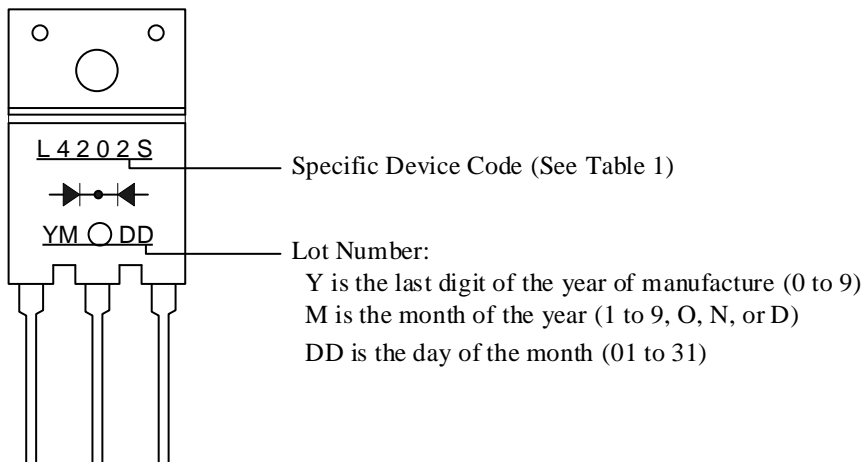 L4202S
Specific Device Code (See Table 1)
YM DD
Lot Number:
Y is the last digit of the year of manufacture (0 to 9)
M is the month of the year (1 to 9, O, N, or D)
DD is the day of the month (01 to 31)